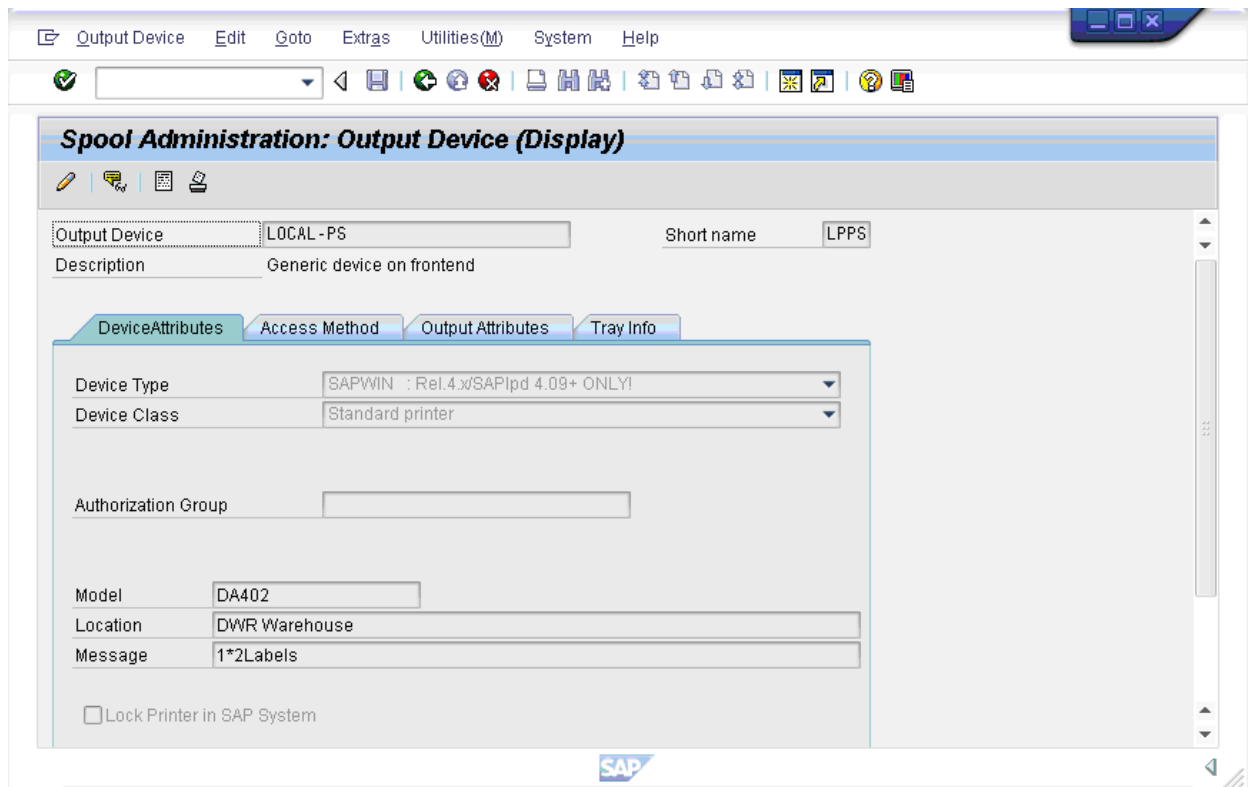 Output Device Edit Goto Extras Utilities(M) System Help
Spool Administration: Output Device (Display)
Output Device LOCAL-PS Short name LPPS
Description Generic device on frontend
DeviceAttributes Access Method Output Attributes Tray Info
Device Type SAPWIN : Rel.4.x/SAPlpd 4.09+ ONLY!
Device Class Standard printer
Authorization Group
Model DA402
Location DWR Warehouse
Message 1*2Labels
Lock Printer in SAP System
SAP